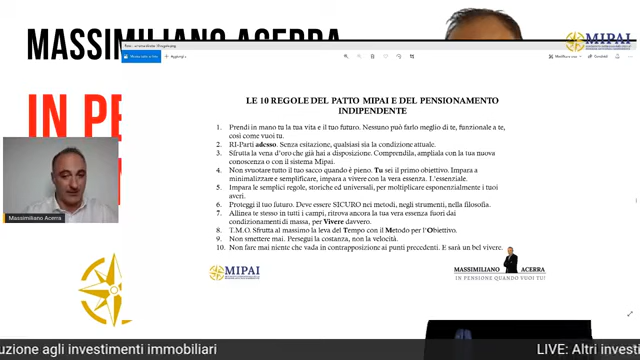 MASSIMILIANO ACERRA
MIPAI
IN PE
LE 10 REGOLE DEL PATTO MIPAI E DEL PENSIONAMENTO
INDIPENDENTE
1. Prendi in mano tu la tua vita e il tuo futuro. Nessuno può farlo meglio di te, funzionale a te,
così come vuoi tu.
2. RI-Parti adesso. Senza esitazione, qualsiasi sia la condizione attuale.
3. Sfrutta la vena d'oro che già hai a disposizione. Comprendila, ampliala con la tua nuova
conoscenza o con il sistema Mipai.
4. Non svuotare tutto il sacco quando è pieno. Tu sei il primo obiettivo. Impara a
minimalizzare e semplificare, impara a vivere con la vera essenza. L'essenziale.
5. Impara le semplici regole, storiche ed universali, per moltiplicare esponenzialmente i tuoi
averi.
6. Proteggi il tuo futuro. Deve essere SICURO nei metodi, negli strumenti, nella filosofia.
7. Allinea te stesso in tutti i campi, ritrova ancora la tua vera essenza fuori dai
condizionamenti di massa, per Vivere davvero.
8. T.M.O. Sfrutta al massimo la leva del Tempo con il Metodo per l'Obiettivo.
9. Non smettere mai. Persegui la costanza, non la velocità.
10. Non fare mai niente che vada in contrapposizione ai punti precedenti. E sarà un bel vivere.
MIPAI
MASSIMILIANO ACERRA
IN PENSIONE QUANDO VUOI TU!
Massimiliano Acerra
uzione agli investimenti immobiliari
LIVE: Altri investi